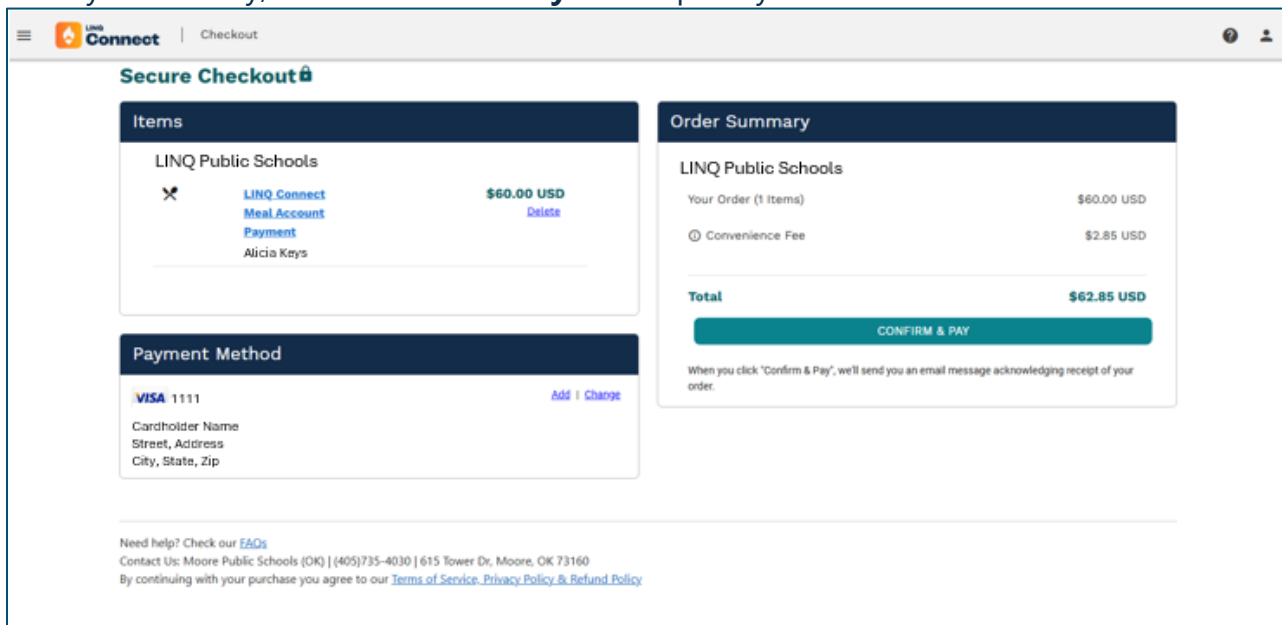 LINQ
Connect | Checkout
Secure Checkout
Items
LINQ Public Schools
LINQ Connect $60.00 USD
Meal Account Delete
Payment
Alicia Keys
Payment Method
VISA 1111 Add | Change
Cardholder Name
Street, Address
City, State, Zip
Order Summary
LINQ Public Schools
Your Order (1 Items) $60.00 USD
Convenience Fee $2.85 USD
Total $62.85 USD
CONFIRM & PAY
When you click "Confirm & Pay", we'll send you an email message acknowledging receipt of your
order.
Need help? Check our FAQs
Contact Us: Moore Public Schools (OK) | (405)735-4030 | 615 Tower Dr, Moore, OK 73160
By continuing with your purchase you agree to our Terms of Service, Privacy Policy & Refund Policy